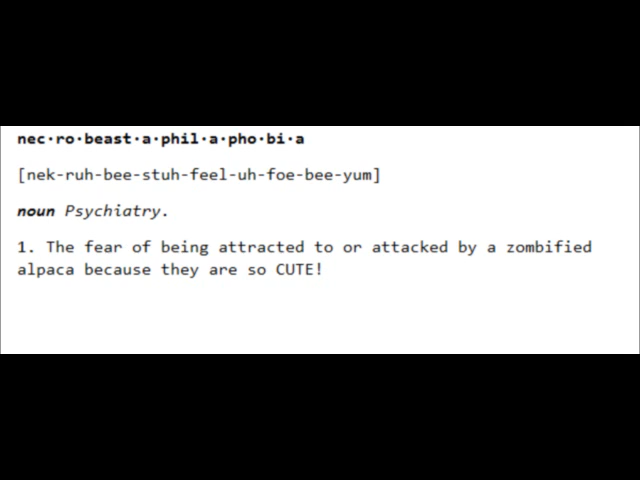 nec·ro·beast·a·phil·a·pho·bi·a
[nek-ruh-bee-stuh-feel-uh-foe-bee-yum]
noun Psychiatry.
1. The fear of being attracted to or attacked by a zombified
alpaca because they are so CUTE!